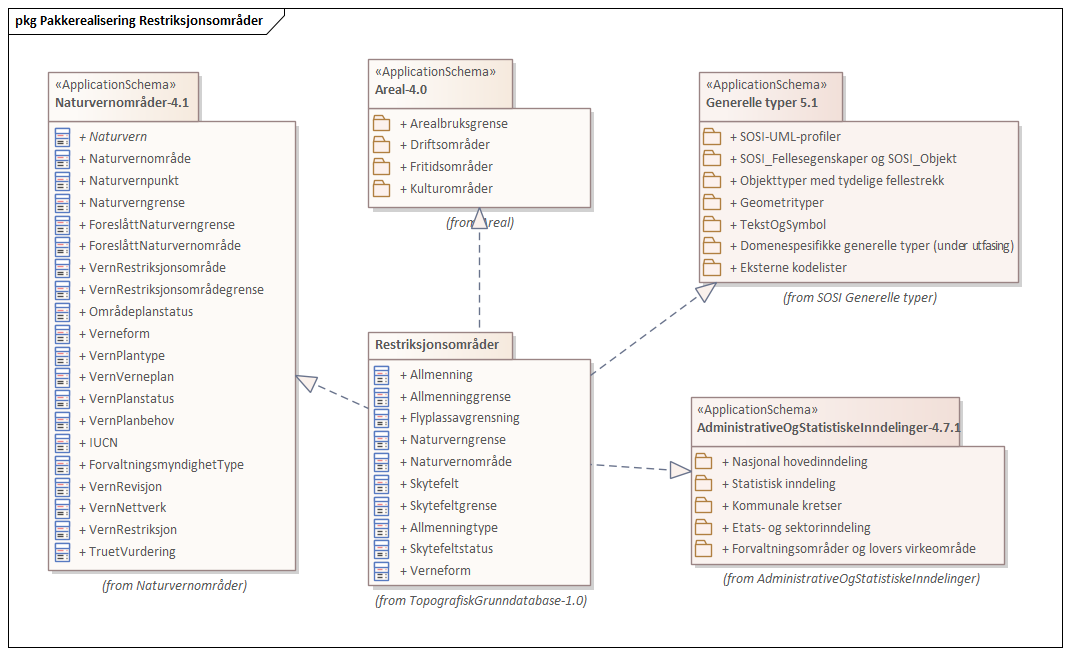 pkg Pakkerealisering Restriksjonsområder
«ApplicationSchema»
Naturvernområder-4.1
+ Naturvern
+ Naturvernområde
+ Naturvernpunkt
+ Naturverngrense
+ ForeslåttNaturverngrense
+ ForeslåttNaturvernområde
+ VernRestriksjonsområde
+ VernRestriksjonsområdegrense
+ Områdeplanstatus
+ Verneform
+ VernPlantype
+ VernVerneplan
+ VernPlanstatus
+ VernPlanbehov
+ IUCN
+ ForvaltningsmyndighetType
+ VernRevisjon
+ VernNettverk
+ VernRestriksjon
+ TruetVurdering
(from Naturvernområder)
«ApplicationSchema»
Areal-4.0
+ Arealbruksgrense
+ Driftsområder
+ Fritidsområder
+ Kulturområder
(from Areal)
Restriksjonsområder
+ Allmenning
+ Allmenninggrense
+ Flyplassavgrensning
+ Naturverngrense
+ Naturvernområde
+ Skytefelt
+ Skytefeltgrense
+ Allmenningtype
+ Skytefeltstatus
+ Verneform
(from TopografiskGrunndatabase-1.0)
«ApplicationSchema»
Generelle typer 5.1
+ SOSI-UML-profiler
+ SOSI_Fellesegenskaper og SOSI_Objekt
+ Objekttyper med tydelige fellestrekk
+ Geometrityper
+ TekstOgSymbol
+ Domenespesifikke generelle typer (under utfasing)
+ Eksterne kodelister
(from SOSI Generelle typer)
«ApplicationSchema»
AdministrativeOgStatistiskeInndelinger-4.7.1
+ Nasjonal hovedinndeling
+ Statistisk inndeling
+ Kommunale kretser
+ Etats- og sektorinndeling
+ Forvaltningsområder og lovers virkeområde
(from AdministrativeOgStatistiskeInndelinger)